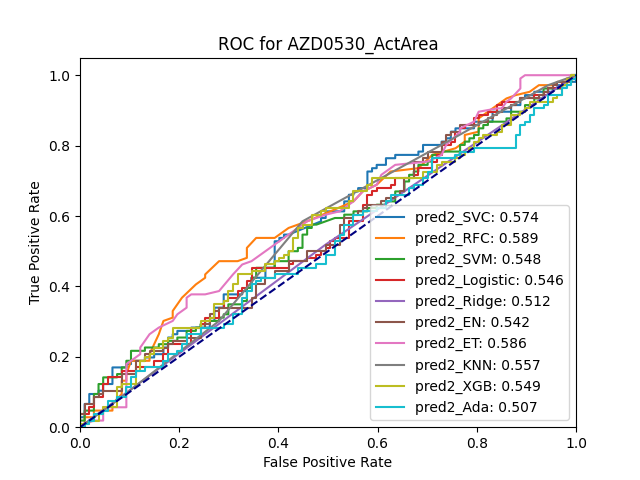 ROC for AZD0530_ActArea
1.0
0.8
0.6
0.4
0.2
0.0
True Positive Rate
pred2_SVC: 0.574
pred2_RFC: 0.589
pred2_SVM: 0.548
pred2_Logistic: 0.546
pred2_Ridge: 0.512
pred2_EN: 0.542
pred2_ET: 0.586
pred2_KNN: 0.557
pred2_XGB: 0.549
pred2_Ada: 0.507
0.0 0.2 0.4 0.6 0.8 1.0
False Positive Rate